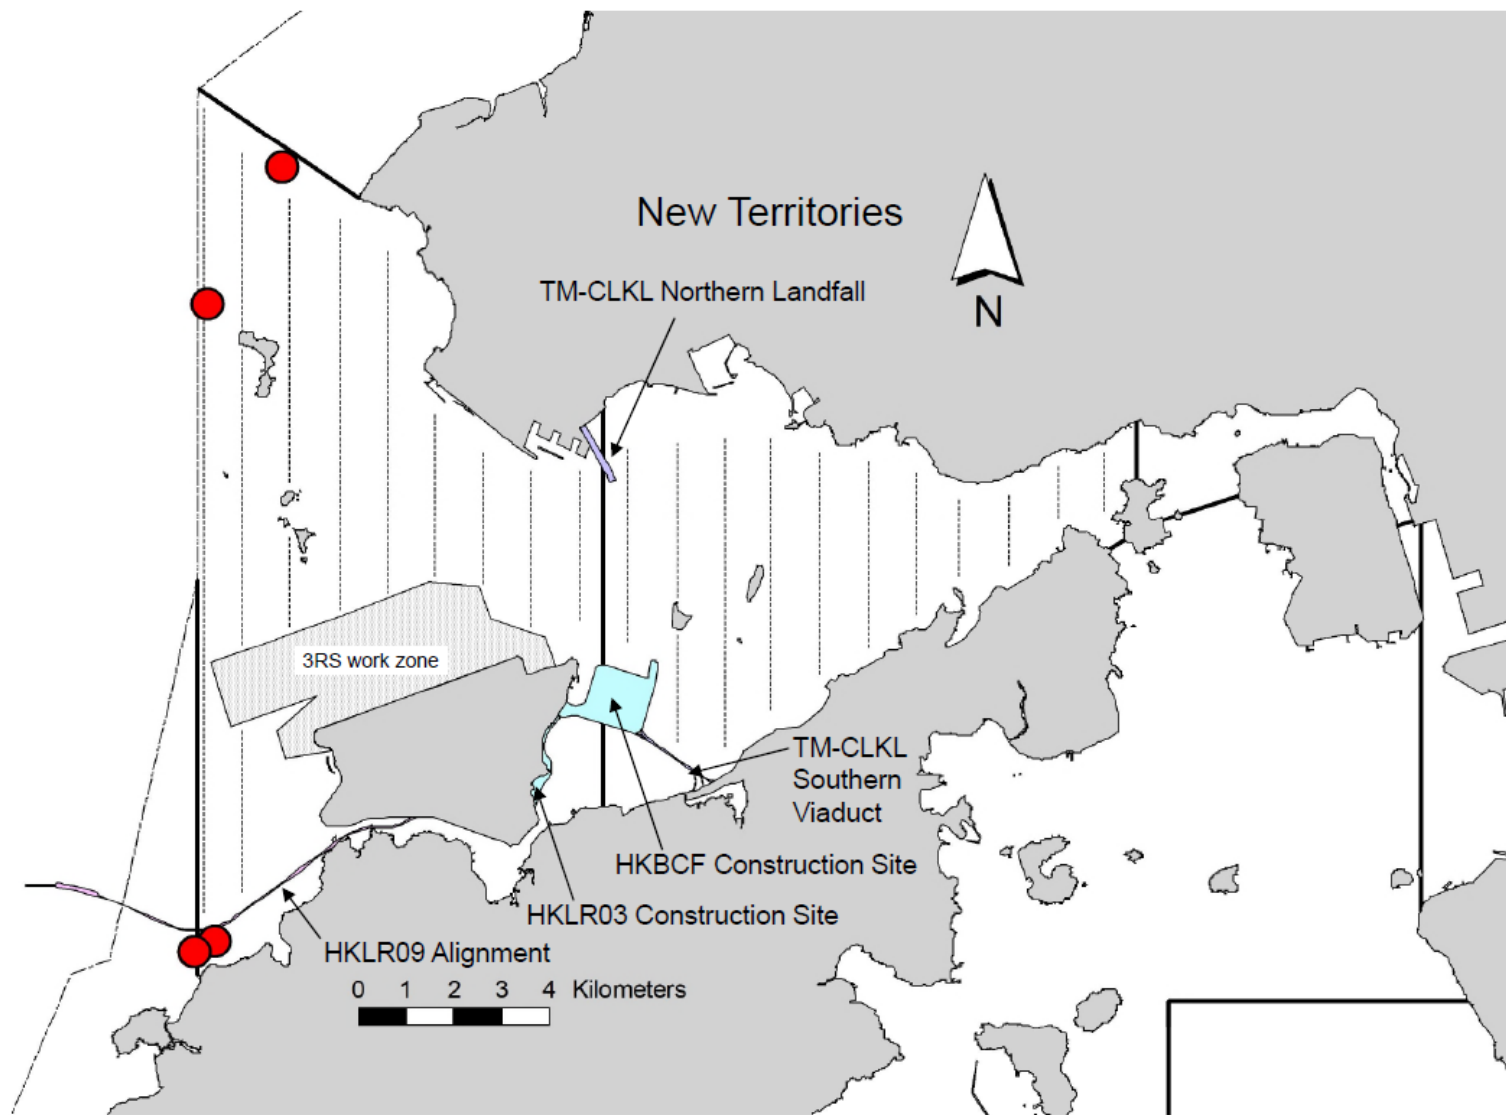 New Territories
TM-CLKL Northern Landfall
N
3RS work zone
TM-CLKL
Southern
Viaduct
HKBCF Construction Site
HKLR03 Construction Site
HKLR09 Alignment
0 1 2 3 4 Kilometers